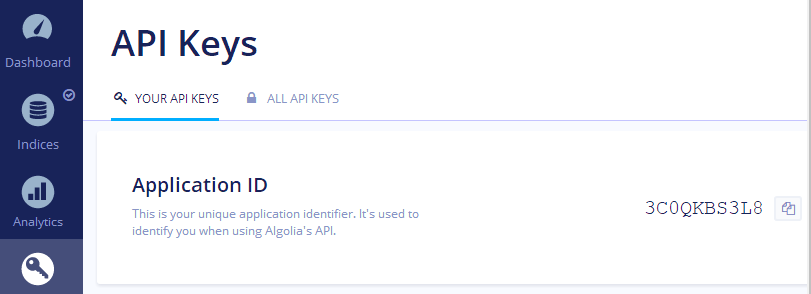 API Keys
Dashboard
YOUR API KEYS
ALL API KEYS
Indices
Application ID
This is your unique application identifier. It's used to
identify you when using Algolia's API.
3C0QKBS3L8
Analytics